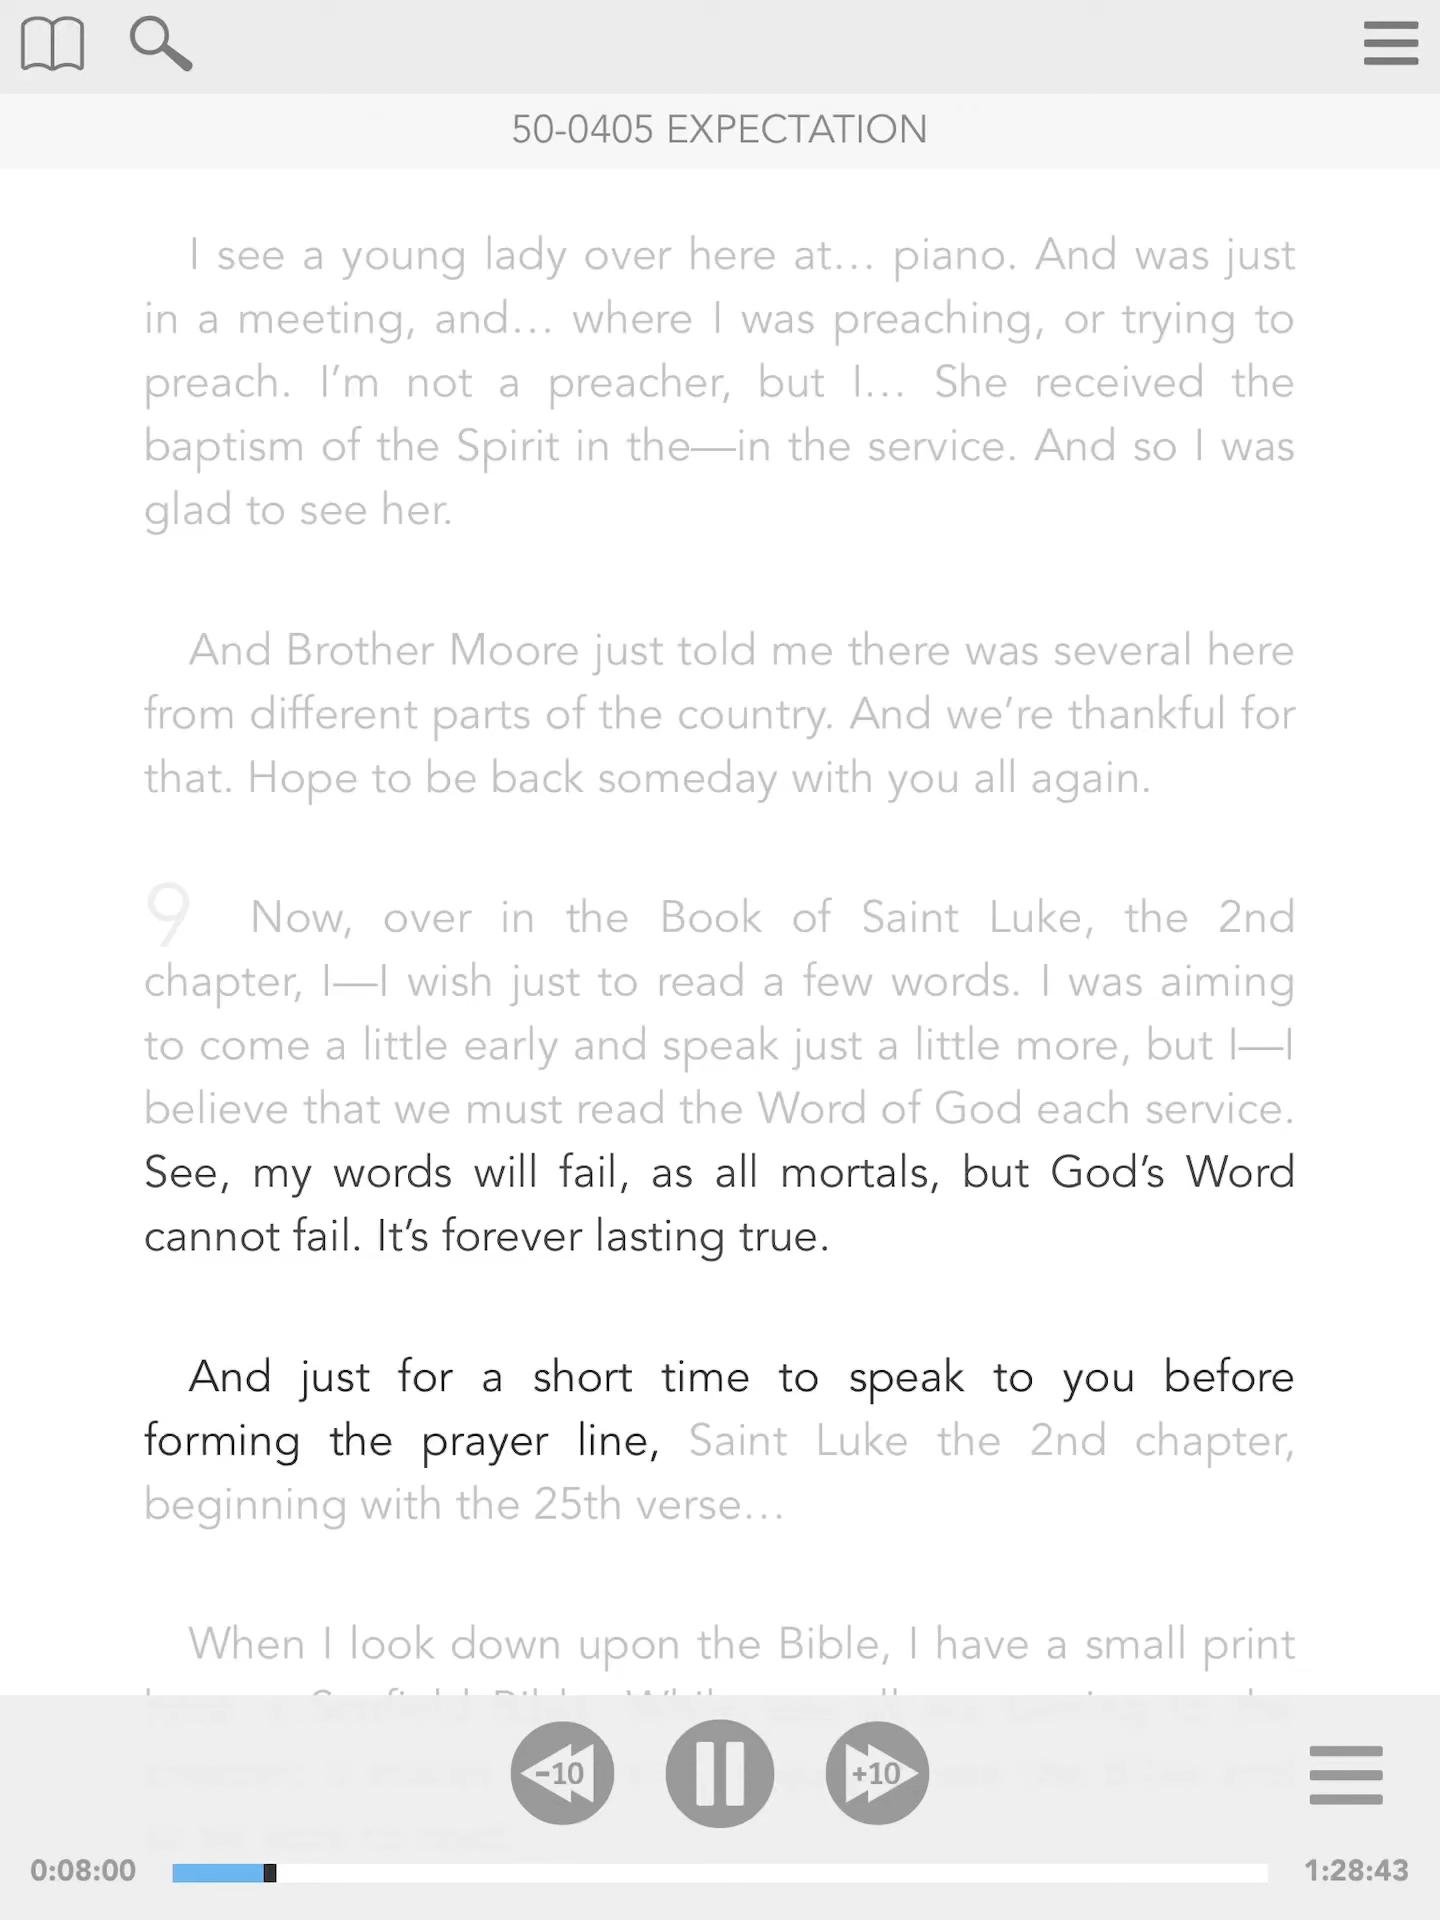 50-0405 EXPECTATION
I see a young lady over here at… piano. And was just
in a meeting, and… where I was preaching, or trying to
preach. I’m not a preacher, but I… She received the
baptism of the Spirit in the—in the service. And so I was
glad to see her.
And Brother Moore just told me there was several here
from different parts of the country. And we’re thankful for
that. Hope to be back someday with you all again.
9 Now, over in the Book of Saint Luke, the 2nd
chapter, I—I wish just to read a few words. I was aiming
to come a little early and speak just a little more, but I—I
believe that we must read the Word of God each service.
See, my words will fail, as all mortals, but God’s Word
cannot fail. It’s forever lasting true.
And just for a short time to speak to you before
forming the prayer line, Saint Luke the 2nd chapter,
beginning with the 25th verse…
When I look down upon the Bible, I have a small print
-10 +10
0:08:00 1:28:43